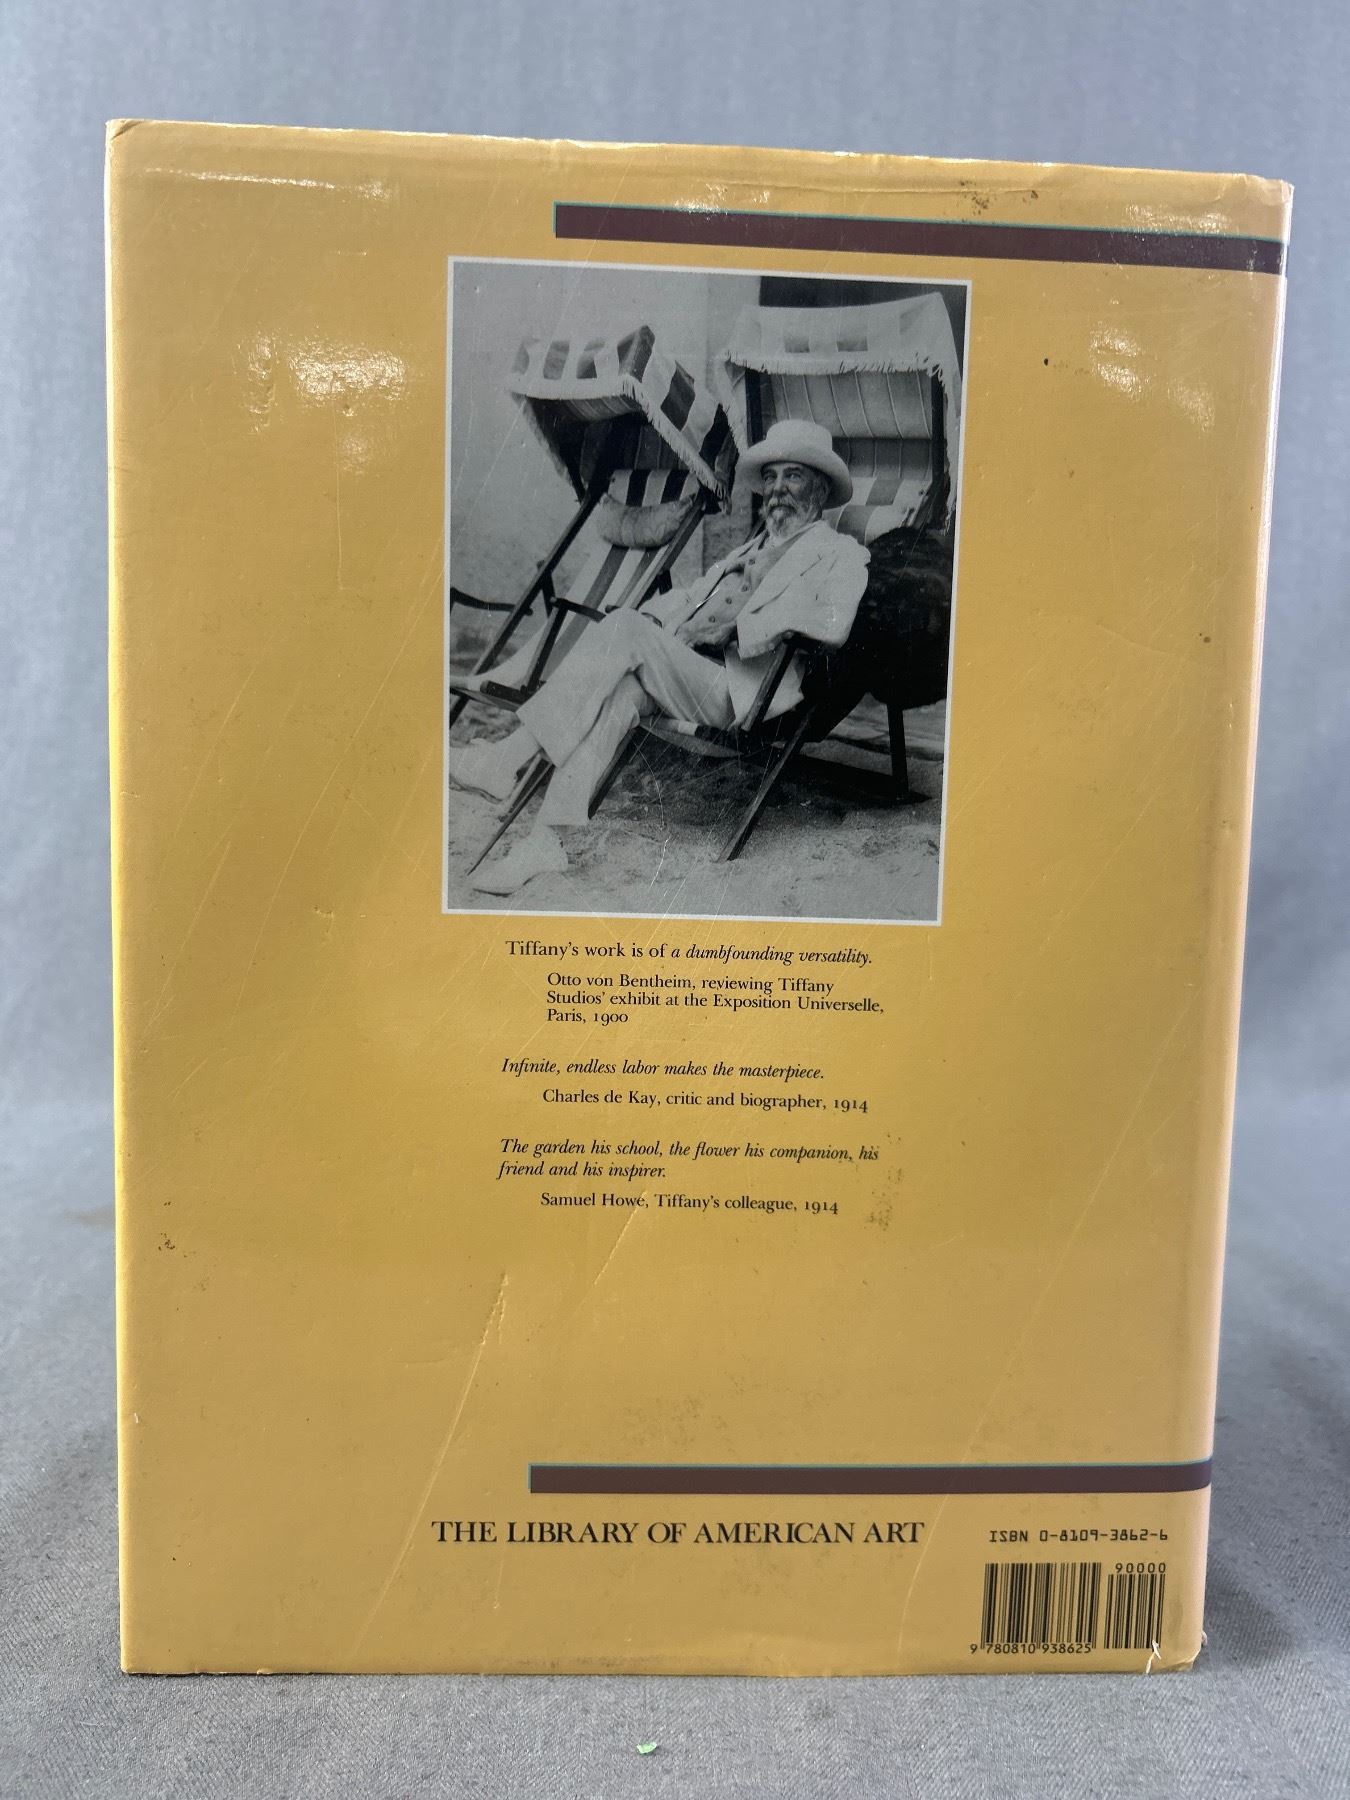 Tiffany's work is of a dumbfounding versatility.
Otto von Bentheim, reviewing Tiffany
Studios' exhibit at the Exposition Universelle,
Paris, 1900
Infinite, endless labor makes the masterpiece.
Charles de Kay, critic and biographer, 1914
The garden his school, the flower his companion, his
friend and his inspirer.
Samuel Howe, Tiffany's colleague, 1914
THE LIBRARY OF AMERICAN ART
ISBN 0-8109-3862-6
90000
9 780810 938625